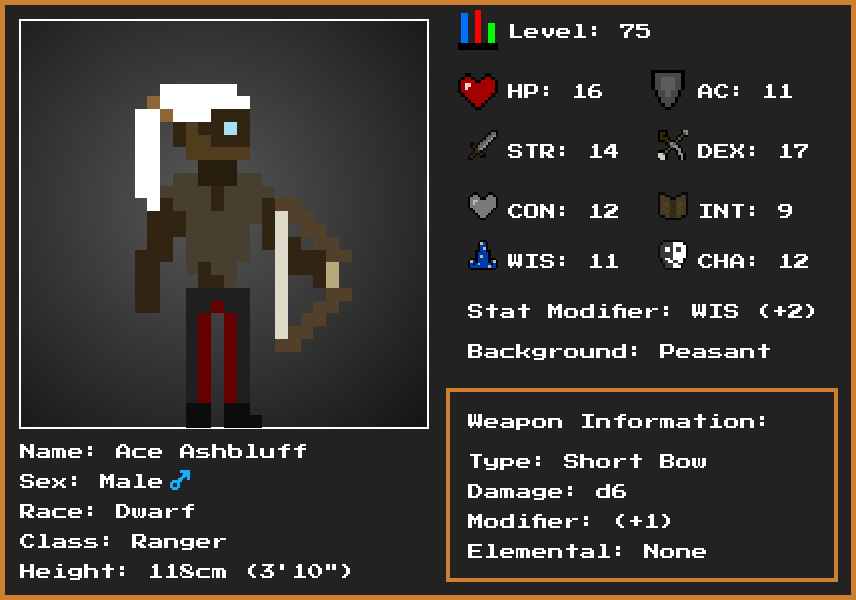 Level: 75
HP: 16
AC: 11
STR: 14
DEX: 17
CON: 12
INT: 9
WIS: 11
CHA: 12
Stat Modifier: WIS (+2)
Background: Peasant
Weapon Information:
Type: Short Bow
Damage: d6
Modifier: (+1)
Elemental: None
Name: Ace Ashbluff
Sex: Male ♂
Race: Dwarf
Class: Ranger
Height: 118cm (3'10")